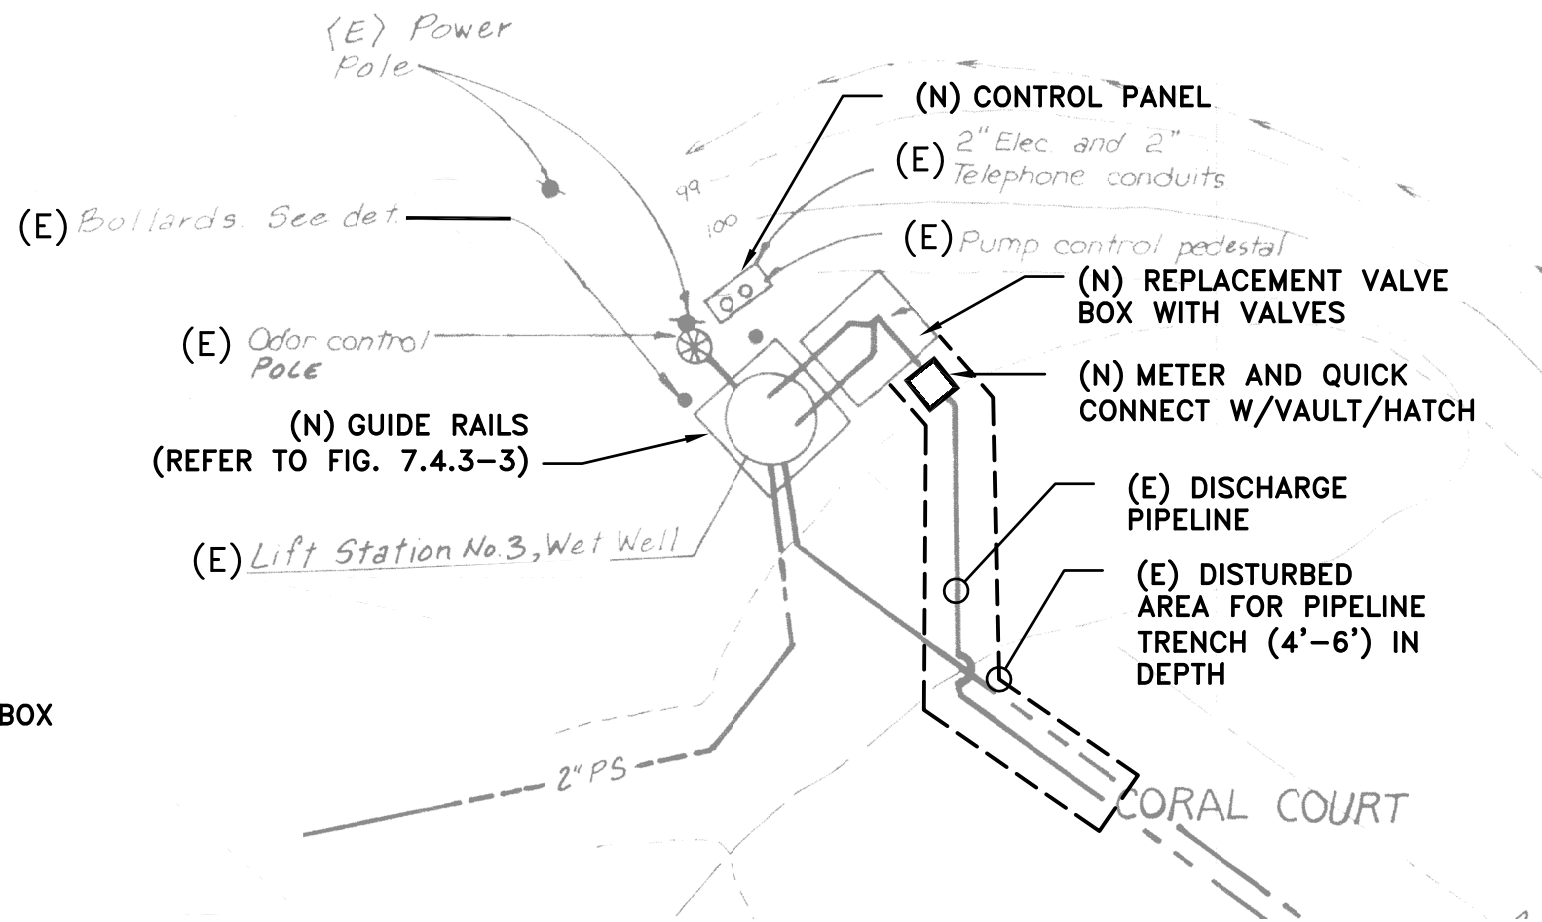 (E) Power
Pole
(N) CONTROL PANEL
(E) 2" Elec. and 2"
Telephone conduits
99
100
(E) Bollards. See det.
(E) Pump control pedestal
(N) REPLACEMENT VALVE
BOX WITH VALVES
(E) Odor control
POLE
(N) METER AND QUICK
CONNECT W/VAULT/HATCH
(N) GUIDE RAILS
(REFER TO FIG. 7.4.3-3)
(E) DISCHARGE
PIPELINE
(E) Lift Station No. 3, Wet Well
(E) DISTURBED
AREA FOR PIPELINE
TRENCH (4'-6') IN
DEPTH
BOX
2" PS
CORAL COURT